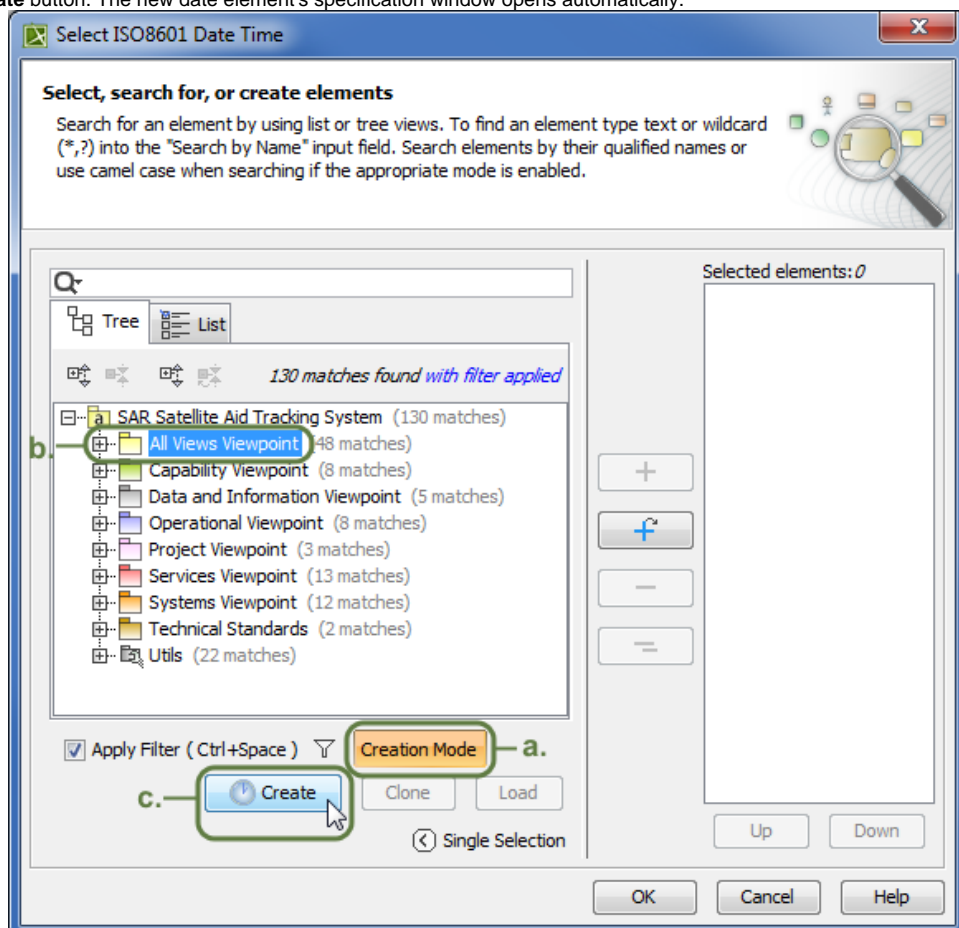 ate button. The new date element's specification window opens automatically.
Select ISO8601 Date Time
Select, search for, or create elements
Search for an element by using list or tree views. To find an element type text or wildcard
(*,?) into the "Search by Name" input field. Search elements by their qualified names or
use camel case when searching if the appropriate mode is enabled.
Selected elements: 0
Tree
List
130 matches found with filter applied
a SAR Satellite Aid Tracking System (130 matches)
b. All Views Viewpoint (48 matches)
Capability Viewpoint (8 matches)
Data and Information Viewpoint (5 matches)
Operational Viewpoint (8 matches)
Project Viewpoint (3 matches)
Services Viewpoint (13 matches)
Systems Viewpoint (12 matches)
Technical Standards (2 matches)
Utils (22 matches)
Apply Filter ( Ctrl+Space ) Creation Mode a.
c. Create Clone Load
Single Selection
Up Down
OK Cancel Help